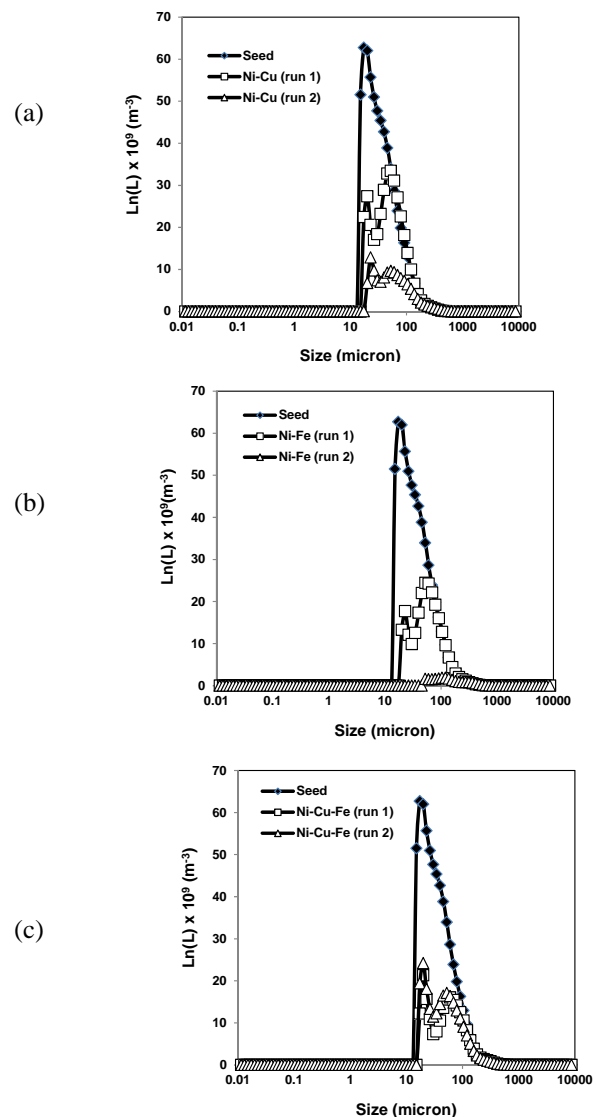 (a)
Ln(L) x 10⁹ (m⁻³)
70
60
50
40
30
20
10
0
Seed
Ni-Cu (run 1)
Ni-Cu (run 2)
0.01 0.1 1 10 100 1000 10000
Size (micron)
(b)
Ln(L) x 10⁹(m⁻³)
70
60
50
40
30
20
10
0
Seed
Ni-Fe (run 1)
Ni-Fe (run 2)
0.01 0.1 1 10 100 1000 10000
Size (micron)
(c)
Ln(L) x 10⁹ (m⁻³)
70
60
50
40
30
20
10
0
Seed
Ni-Cu-Fe (run 1)
Ni-Cu-Fe (run 2)
0.01 0.1 1 10 100 1000 10000
Size (micron)